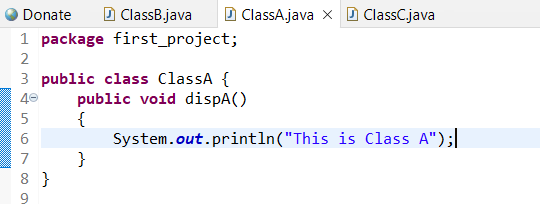 Donate ClassB.java ClassA.java ClassC.java
1 package first_project;
2
3 public class ClassA {
4 public void dispA()
5 {
6 System.out.println("This is Class A");
7 }
8 }
9